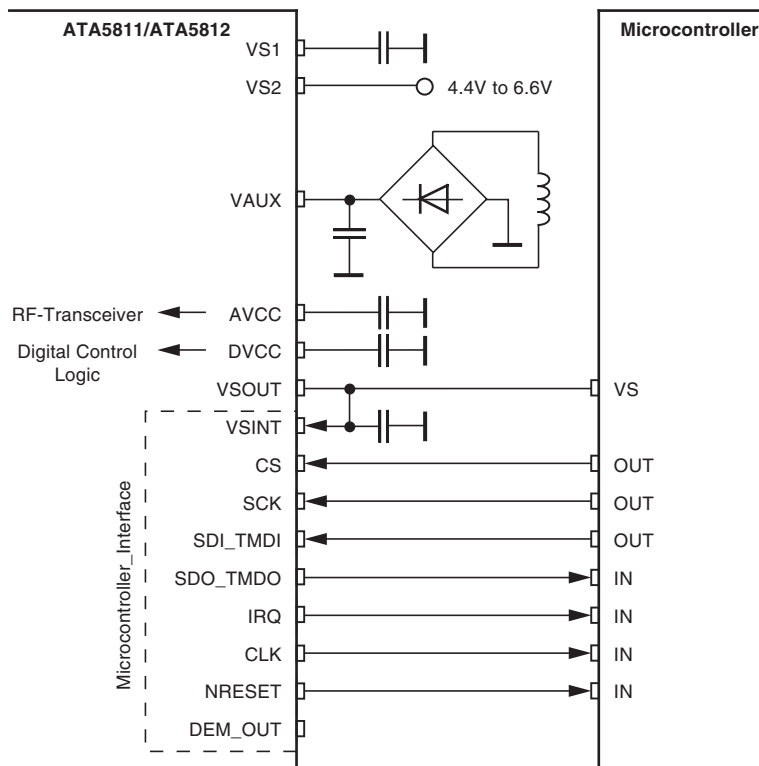 ATA5811/ATA5812
Microcontroller
VS1
VS2
4.4V to 6.6V
VAUX
RF-Transceiver
AVCC
Digital Control
Logic
DVCC
VSOUT
VS
VSINT
CS
OUT
SCK
OUT
SDI_TMDI
OUT
SDO_TMDO
IN
IRQ
IN
CLK
IN
NRESET
IN
DEM_OUT
Microcontroller_Interface